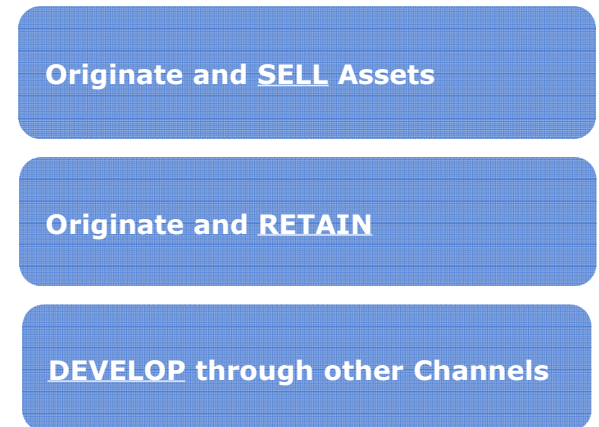 Originate and SELL Assets
Originate and RETAIN
DEVELOP through other Channels